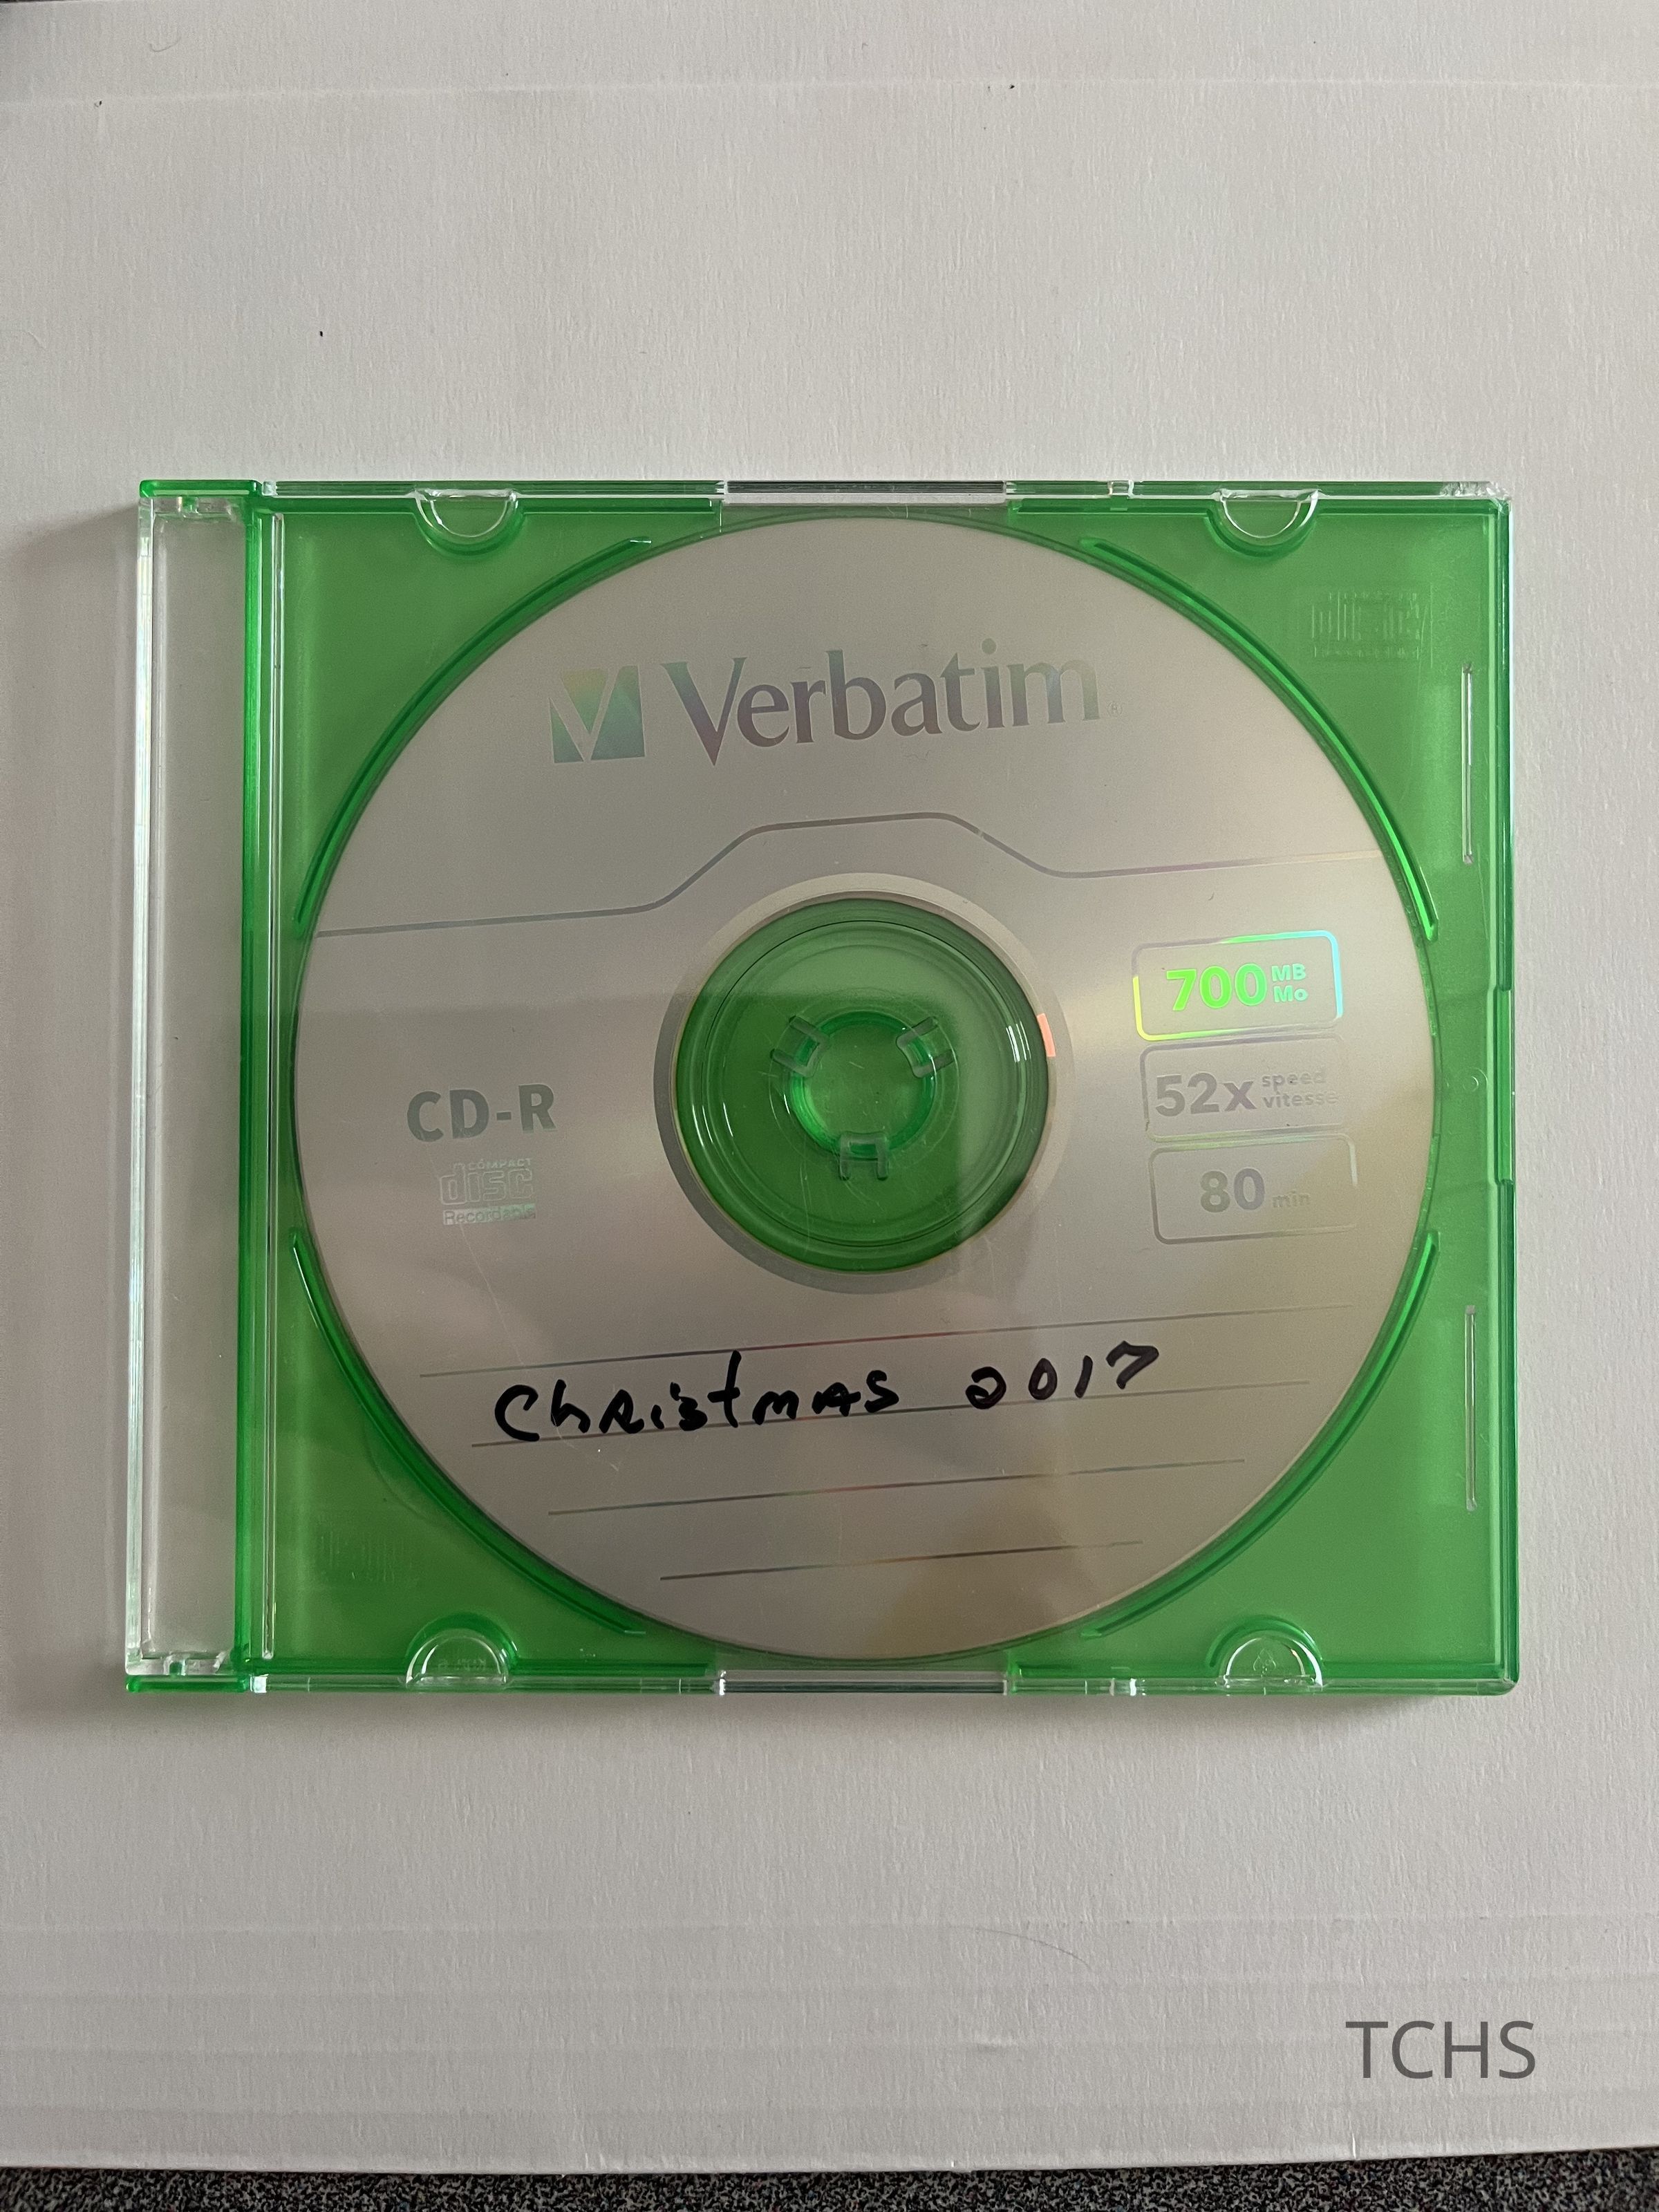 Verbatim®
700 MB Mo
52x speed vitesse
CD-R
COMPACT disc Recordable
80 min
ChRistmAS 2017
TCHS